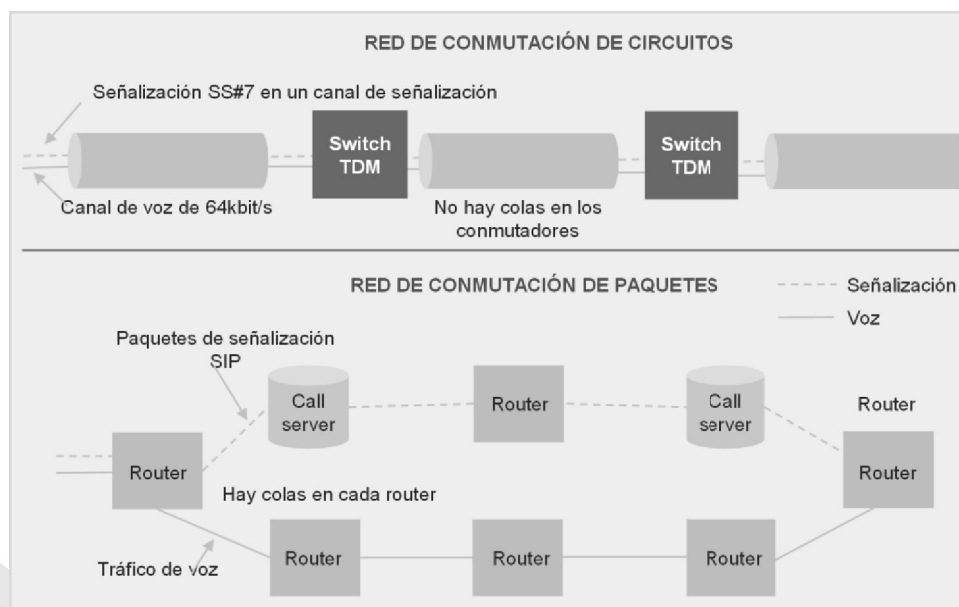 RED DE CONMUTACIÓN DE CIRCUITOS
Señalización SS#7 en un canal de señalización
Switch
TDM
Switch
TDM
Canal de voz de 64kbit/s
No hay colas en los
conmutadores
RED DE CONMUTACIÓN DE PAQUETES
Señalización
Voz
Paquetes de señalización
SIP
Call
server
Router
Call
server
Router
Router
Router
Hay colas en cada router
Router
Router
Router
Tráfico de voz